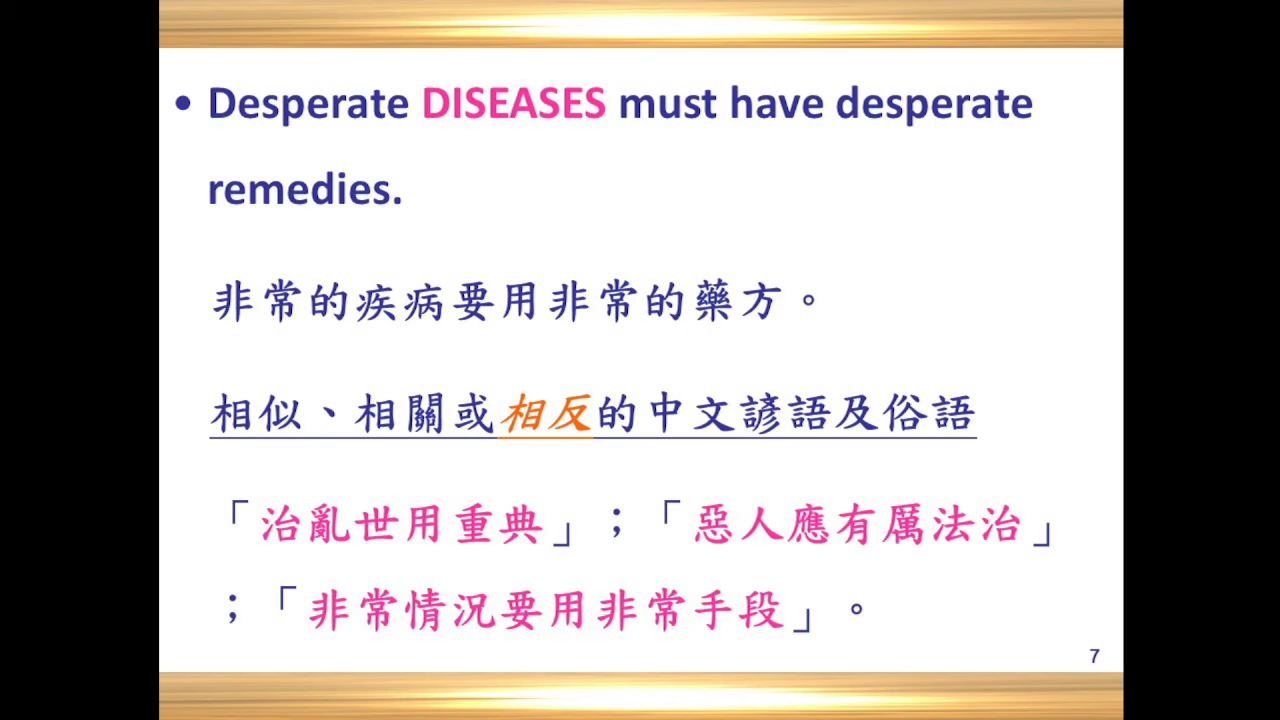 • Desperate DISEASES must have desperate
remedies.
非常的疾病要用非常的藥方。
相似、相關或相反的中文諺語及俗語
「治亂世用重典」；「惡人應有厲法治」
；「非常情況要用非常手段」。
7